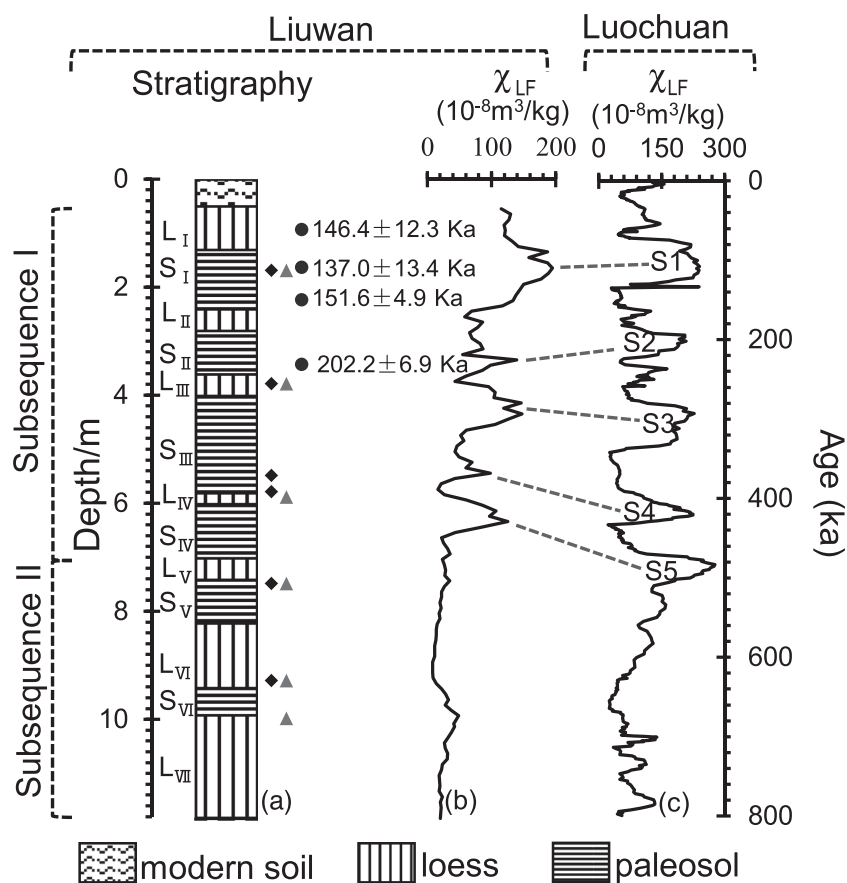 Liuwan
Luochuan
Stratigraphy
χLF
(10-8m3/kg)
χLF
(10-8m3/kg)
0 100 200
0 150 300
0
2
4
6
8
10
Depth/m
Subsequence I
Subsequence II
LⅠ
SⅠ
LⅡ
SⅡ
LⅢ
SⅢ
LⅣ
SⅣ
LⅤ
SⅤ
LⅥ
SⅥ
LⅦ
146.4±12.3 Ka
137.0±13.4 Ka
151.6±4.9 Ka
202.2±6.9 Ka
S1
S2
S3
S4
S5
0
200
400
600
800
Age (ka)
(a)
(b)
(c)
modern soil
loess
paleosol